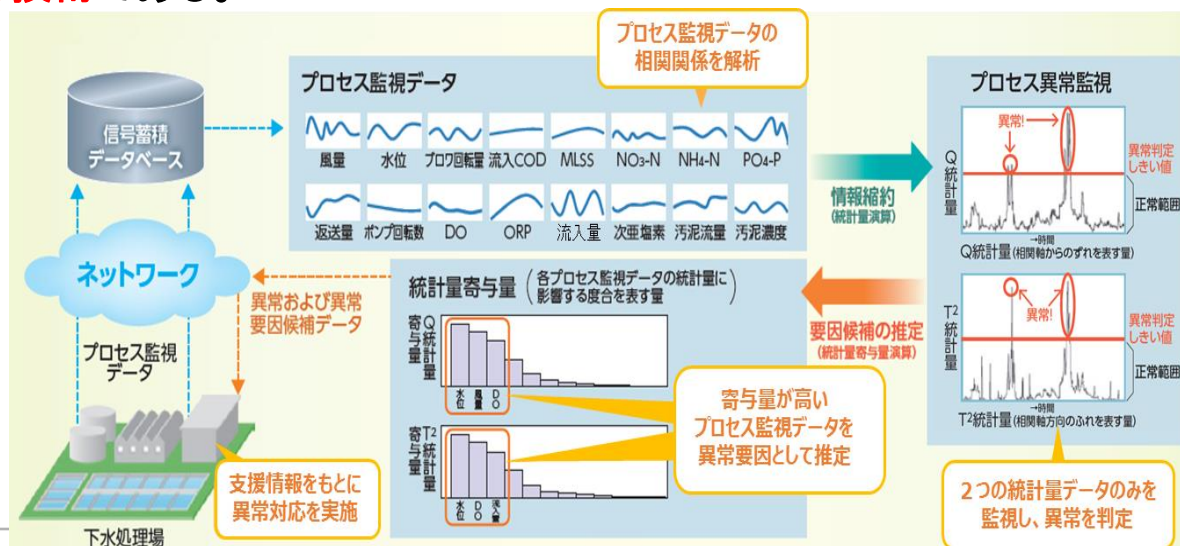 プロセス監視データの
相関関係を解析
プロセス監視データ
風量 水位 ブロワ回転量 流入COD MLSS NO₃-N NH₄-N PO₄-P
返送量 ポンプ回転数 DO ORP 流入量 次亜塩素 汚泥流量 汚泥濃度
信号蓄積
データベース
ネットワーク
プロセス監視
データ
下水処理場
支援情報をもとに
異常対応を実施
異常および異常
要因候補データ
情報縮約
(統計量演算)
プロセス異常監視
異常!
Q統計量
異常判定
しきい値
正常範囲
→時間
Q統計量(相関軸からのずれを表す量)
異常!
T²統計量
異常判定
しきい値
正常範囲
→時間
T²統計量(相関軸方向のふれを表す量)
2つの統計量データのみを
監視し、異常を判定
要因候補の推定
(統計量寄与量演算)
統計量寄与量(各プロセス監視データの統計量に
影響する度合を表す量)
Q統計量
寄与量
水位 風量 DO
T²統計量
寄与量
水位 DO 流入量
寄与量が高い
プロセス監視データを
異常要因として推定